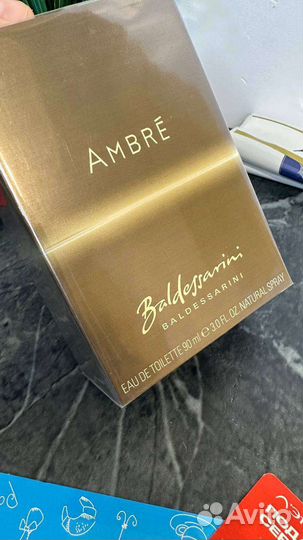 AMBRÉ
Baldessarini
BALDESSARINI
EAU DE TOILETTE 90 ml ℮ 3.0 FL. OZ. NATURAL SPRAY
Avito